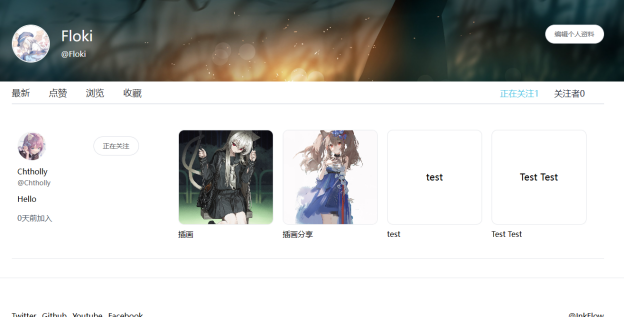 Floki
@Floki
编辑个人资料
最新 点赞 浏览 收藏 正在关注1 关注者0
正在关注
Chtholly
@Chtholly
Hello
0天前加入
test
Test Test
插画
插画分享
test
Test Test
Twitter Github Youtube Facebook
@InkFlow